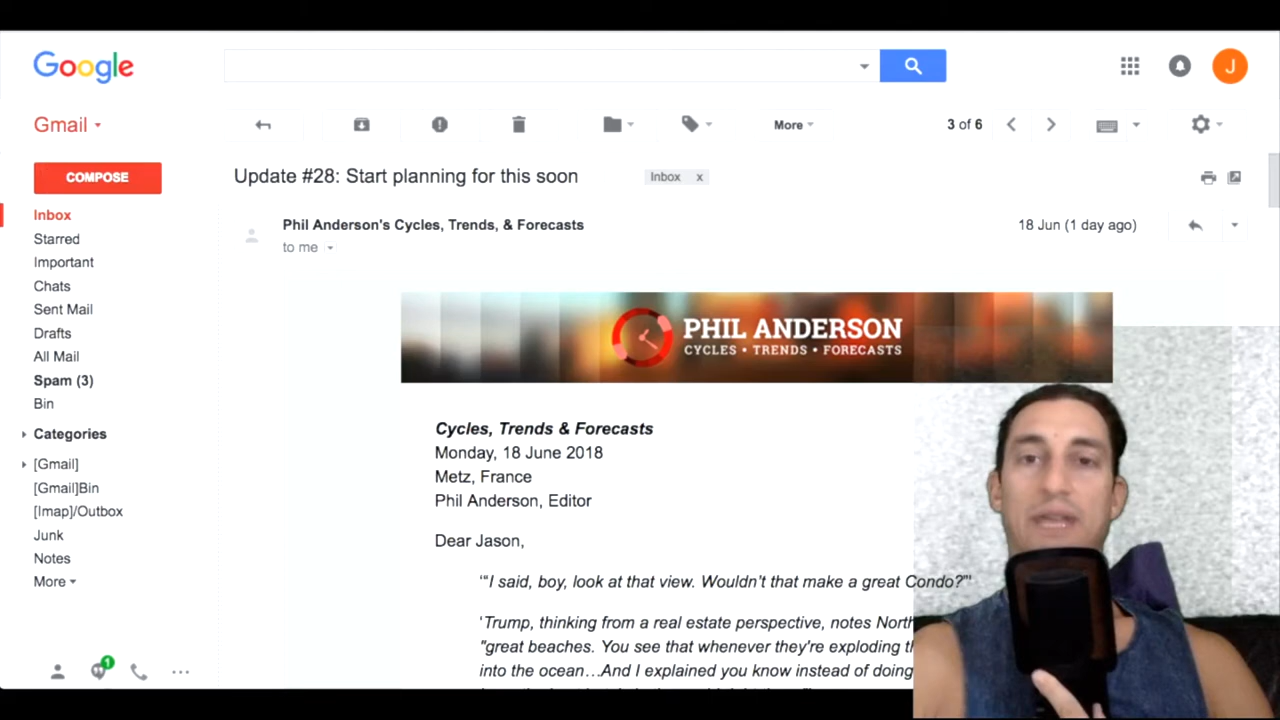 Google
J
Gmail
More
3 of 6
COMPOSE
Update #28: Start planning for this soon
Inbox x
Inbox
Starred
Important
Chats
Sent Mail
Drafts
All Mail
Spam (3)
Bin
Categories
[Gmail]
[Gmail]Bin
[Imap]/Outbox
Junk
Notes
More
1
Phil Anderson's Cycles, Trends, & Forecasts
18 Jun (1 day ago)
to me
PHIL ANDERSON
CYCLES • TRENDS • FORECASTS
Cycles, Trends & Forecasts
Monday, 18 June 2018
Metz, France
Phil Anderson, Editor
Dear Jason,
‘“I said, boy, look at that view. Wouldn’t that make a great Condo?”’
‘Trump, thinking from a real estate perspective, notes
“great beaches. You see that whenever they're exploding
into the ocean…And I explained you know instead of doing